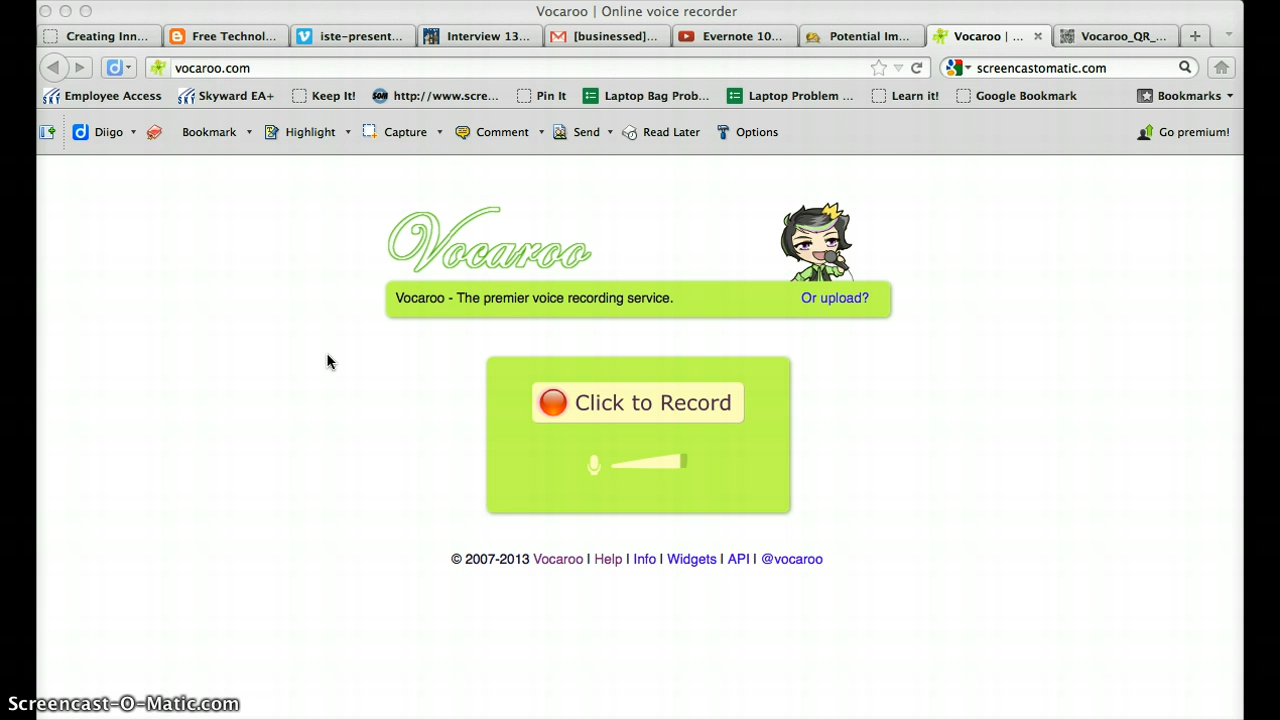 Vocaroo | Online voice recorder
Creating Inn... Free Technol... iste-present... Interview 13... [businessed]... Evernote 10... Potential Im... Vocaroo | ... Vocaroo_QR_...
vocaroo.com screencastomatic.com
Employee Access Skyward EA+ Keep It! http://www.scre... Pin It Laptop Bag Prob... Laptop Problem ... Learn it! Google Bookmark Bookmarks
Diigo Bookmark Highlight Capture Comment Send Read Later Options Go premium!
Vocaroo
Vocaroo - The premier voice recording service. Or upload?
Click to Record
© 2007-2013 Vocaroo | Help | Info | Widgets | API | @vocaroo
Screencast-O-Matic.com